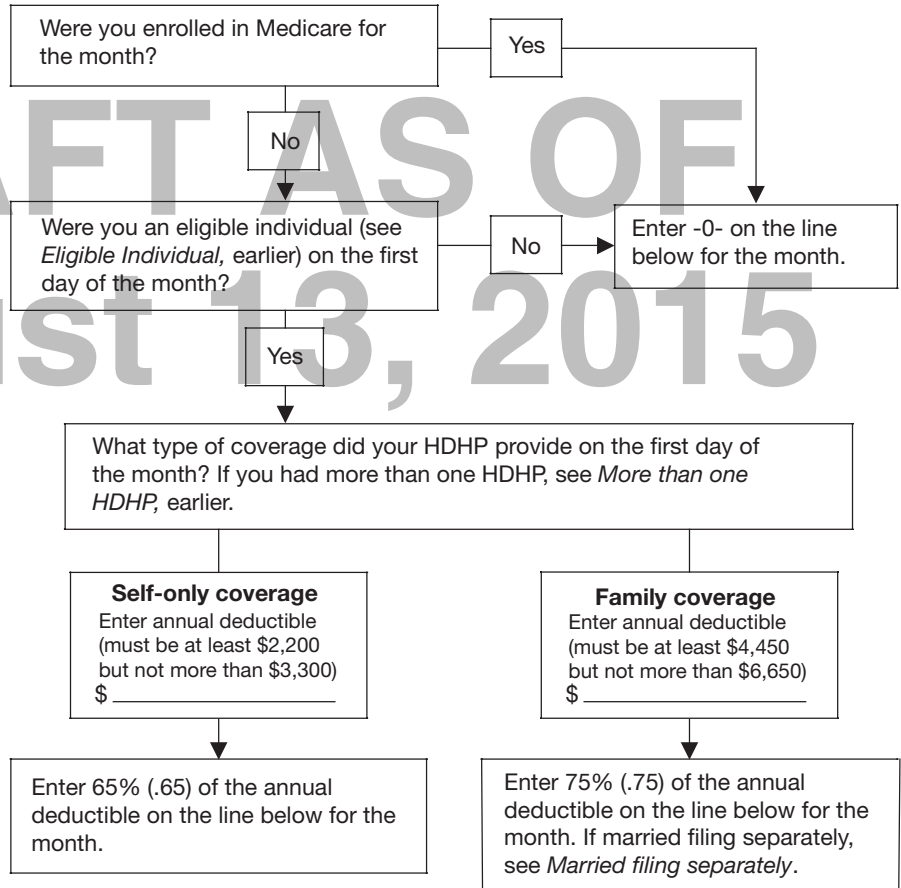 Were you enrolled in Medicare for
the month?
Yes
No
AFT AS OF
Were you an eligible individual (see
Eligible Individual, earlier) on the first
day of the month?
No
Enter -0- on the line
below for the month.
ust 13, 2015
Yes
What type of coverage did your HDHP provide on the first day of
the month? If you had more than one HDHP, see More than one
HDHP, earlier.
Self-only coverage
Enter annual deductible
(must be at least $2,200
but not more than $3,300)
$ ____________________
Family coverage
Enter annual deductible
(must be at least $4,450
but not more than $6,650)
$ ____________________
Enter 65% (.65) of the annual
deductible on the line below for the
month.
Enter 75% (.75) of the annual
deductible on the line below for the
month. If married filing separately,
see Married filing separately.